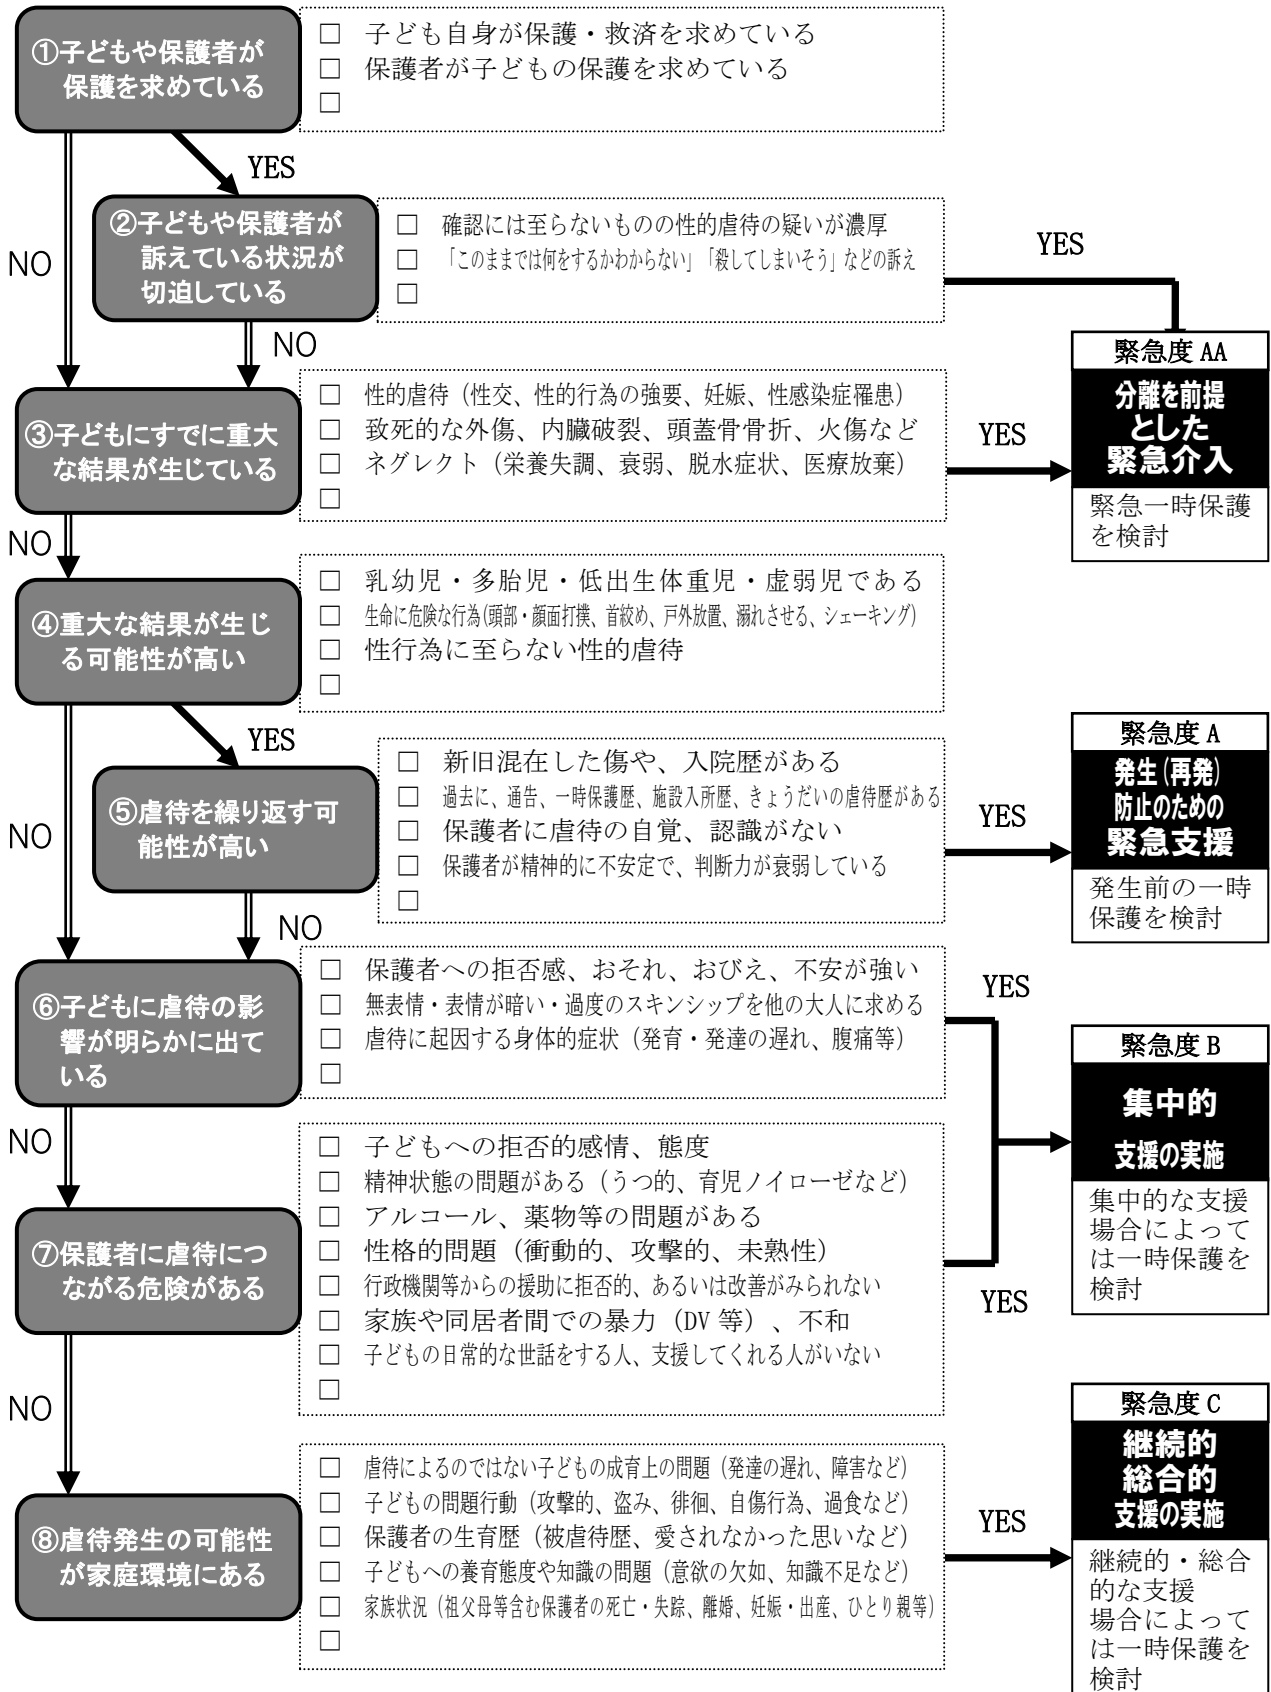 ①子どもや保護者が
保護を求めている
□ 子ども自身が保護・救済を求めている
□ 保護者が子どもの保護を求めている
□
YES
NO
②子どもや保護者が
訴えている状況が
切迫している
□ 確認には至らないものの性的虐待の疑いが濃厚
□ 「このままでは何をするかわからない」「殺してしまいそう」などの訴え
□
YES
NO
緊急度 AA
分離を前提
とした
緊急介入
緊急一時保護
を検討
③子どもにすでに重大
な結果が生じている
□ 性的虐待（性交、性的行為の強要、妊娠、性感染症罹患）
□ 致死的な外傷、内臓破裂、頭蓋骨骨折、火傷など
□ ネグレクト（栄養失調、衰弱、脱水症状、医療放棄）
□
YES
NO
④重大な結果が生じ
る可能性が高い
□ 乳幼児・多胎児・低出生体重児・虚弱児である
□ 生命に危険な行為(頭部・顔面打撲、首絞め、戸外放置、溺れさせる、シェーキング)
□ 性行為に至らない性的虐待
□
YES
NO
⑤虐待を繰り返す可
能性が高い
□ 新旧混在した傷や、入院歴がある
□ 過去に、通告、一時保護歴、施設入所歴、きょうだいの虐待歴がある
□ 保護者に虐待の自覚、認識がない
□ 保護者が精神的に不安定で、判断力が衰弱している
□
YES
NO
緊急度 A
発生(再発)
防止のための
緊急支援
発生前の一時
保護を検討
⑥子どもに虐待の影
響が明らかに出て
いる
□ 保護者への拒否感、おそれ、おびえ、不安が強い
□ 無表情・表情が暗い・過度のスキンシップを他の大人に求める
□ 虐待に起因する身体的症状（発育・発達の遅れ、腹痛等）
□
YES
NO
緊急度 B
集中的
支援の実施
集中的な支援
場合によって
は一時保護を
検討
⑦保護者に虐待につ
ながる危険がある
□ 子どもへの拒否的感情、態度
□ 精神状態の問題がある（うつ的、育児ノイローゼなど）
□ アルコール、薬物等の問題がある
□ 性格的問題（衝動的、攻撃的、未熟性）
□ 行政機関等からの援助に拒否的、あるいは改善がみられない
□ 家族や同居者間での暴力（DV 等）、不和
□ 子どもの日常的な世話をする人、支援してくれる人がいない
□
YES
NO
⑧虐待発生の可能性
が家庭環境にある
□ 虐待によるのではない子どもの成育上の問題（発達の遅れ、障害など）
□ 子どもの問題行動（攻撃的、盗み、徘徊、自傷行為、過食など）
□ 保護者の生育歴（被虐待歴、愛されなかった思いなど）
□ 子どもへの養育態度や知識の問題（意欲の欠如、知識不足など）
□ 家族状況（祖父母等含む保護者の死亡・失踪、離婚、妊娠・出産、ひとり親等）
□
YES
緊急度 C
継続的
総合的
支援の実施
継続的・総合
的な支援
場合によって
は一時保護を
検討